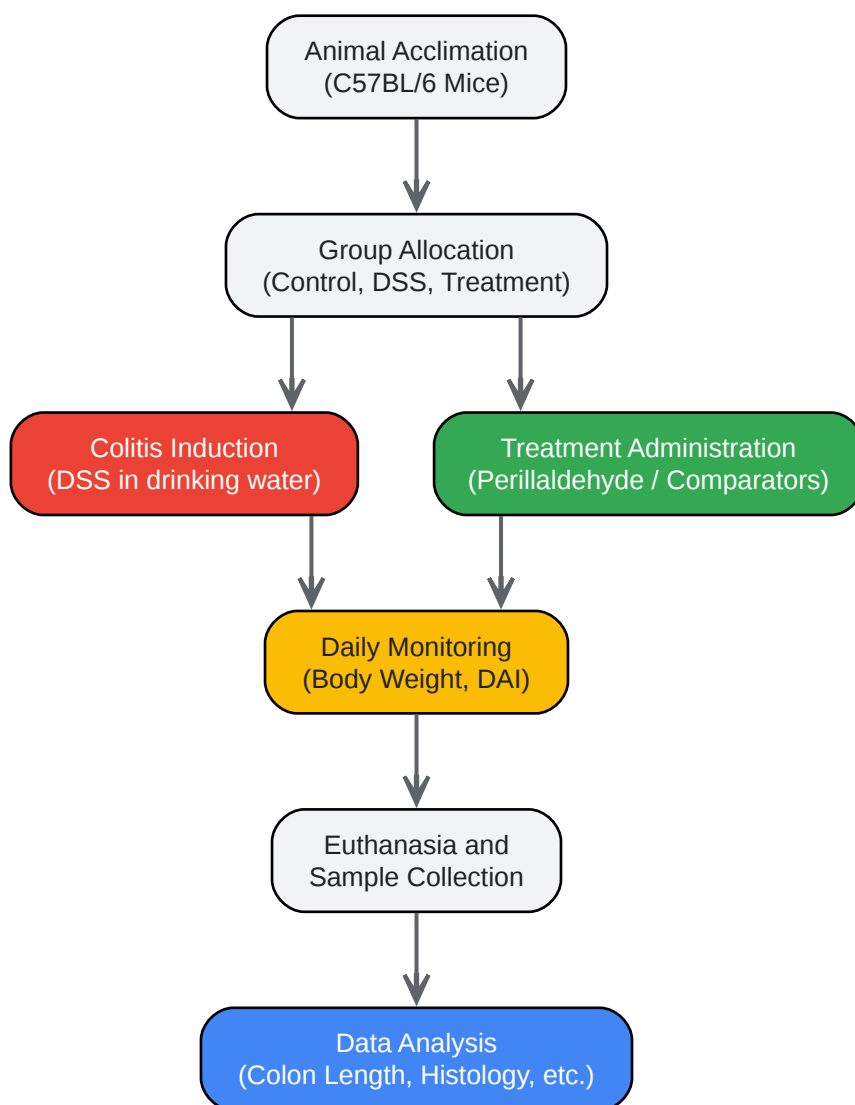 Animal Acclimation
(C57BL/6 Mice)
Group Allocation
(Control, DSS, Treatment)
Colitis Induction
(DSS in drinking water)
Treatment Administration
(Perillaldehyde / Comparators)
Daily Monitoring
(Body Weight, DAI)
Euthanasia and
Sample Collection
Data Analysis
(Colon Length, Histology, etc.)